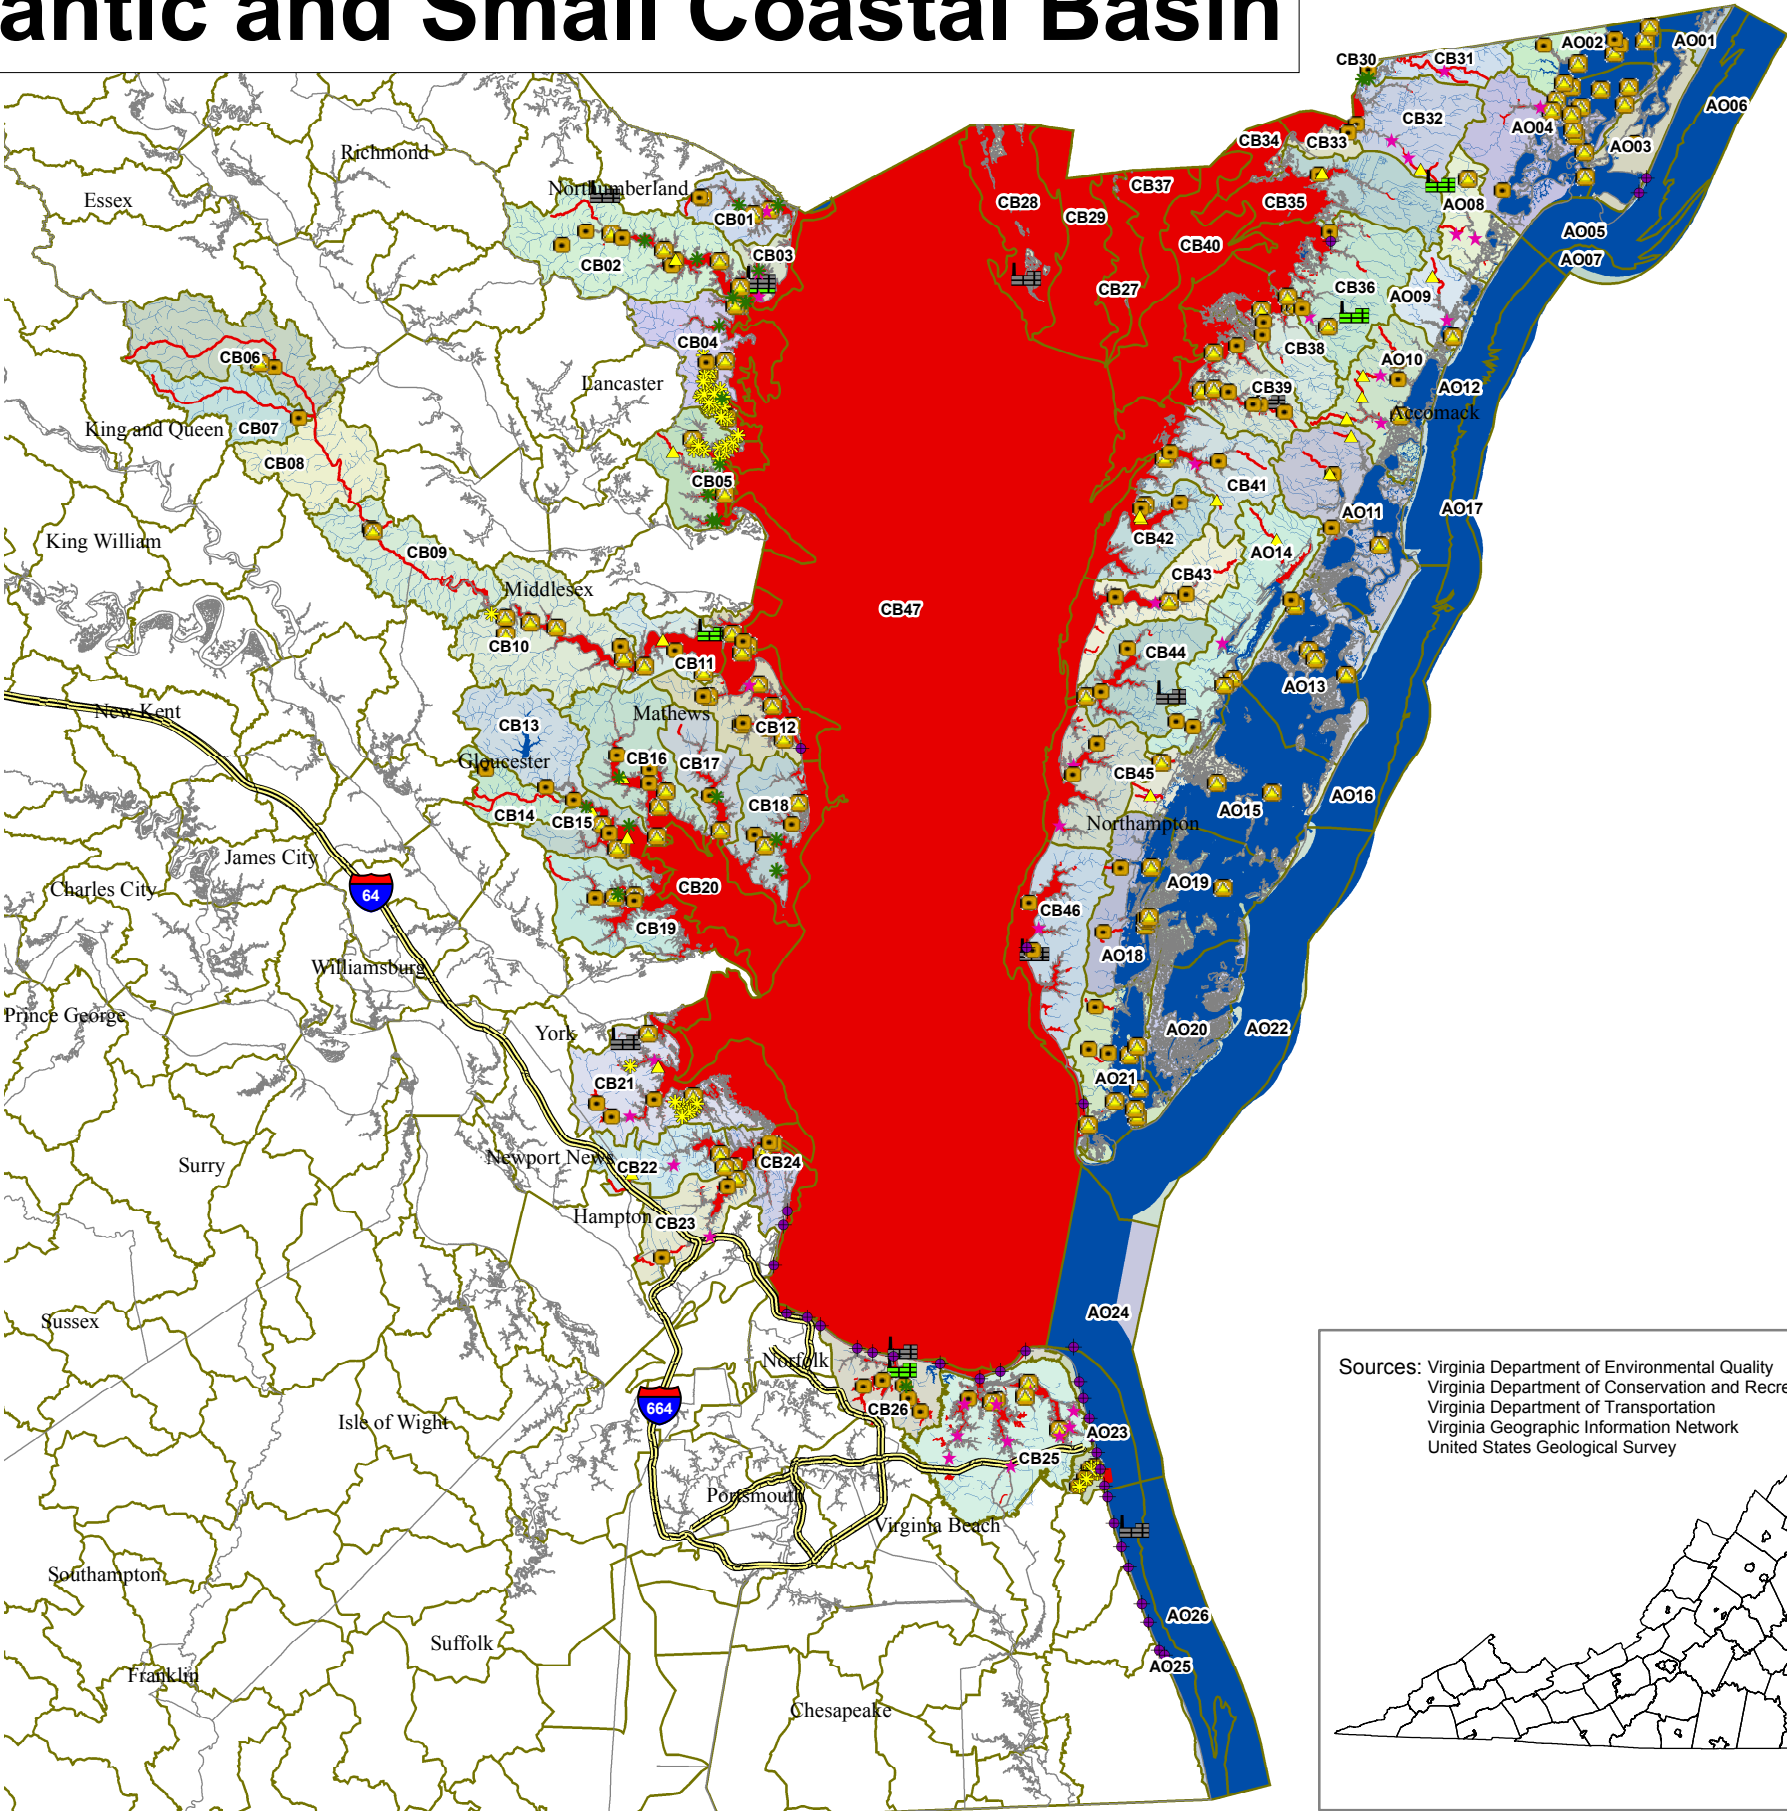 antic and Small Coastal Basin
CB30
CB31
AO02
AO01
AO06
CB32
AO04
AO03
CB34
CB33
Richmond
Essex
Northumberland
CB01
CB28
CB29
CB37
CB35
AO08
AO05
AO07
CB02
CB03
CB40
CB27
CB36
AO09
CB04
CB38
AO10
CB06
Lancaster
CB39
AO12
Accomack
King and Queen
CB07
CB08
CB05
CB41
AO11
AO17
King William
CB09
CB42
AO14
Middlesex
CB43
CB47
CB10
CB11
CB44
AO13
New Kent
Mathews
CB13
CB12
Gloucester
CB16
CB17
CB45
CB14
CB15
CB18
AO15
AO16
Northampton
James City
Charles City
64
CB20
AO19
CB46
CB19
AO18
Williamsburg
Prince George
York
AO20
AO22
CB21
AO21
Surry
Newport News
CB22
CB24
Hampton
CB23
Sussex
AO24
Norfolk
Isle of Wight
664
CB26
AO23
CB25
Portsmouth
Virginia Beach
Southampton
AO26
Suffolk
AO25
Franklin
Chesapeake
Sources: Virginia Department of Environmental Quality
Virginia Department of Conservation and Recre
Virginia Department of Transportation
Virginia Geographic Information Network
United States Geological Survey